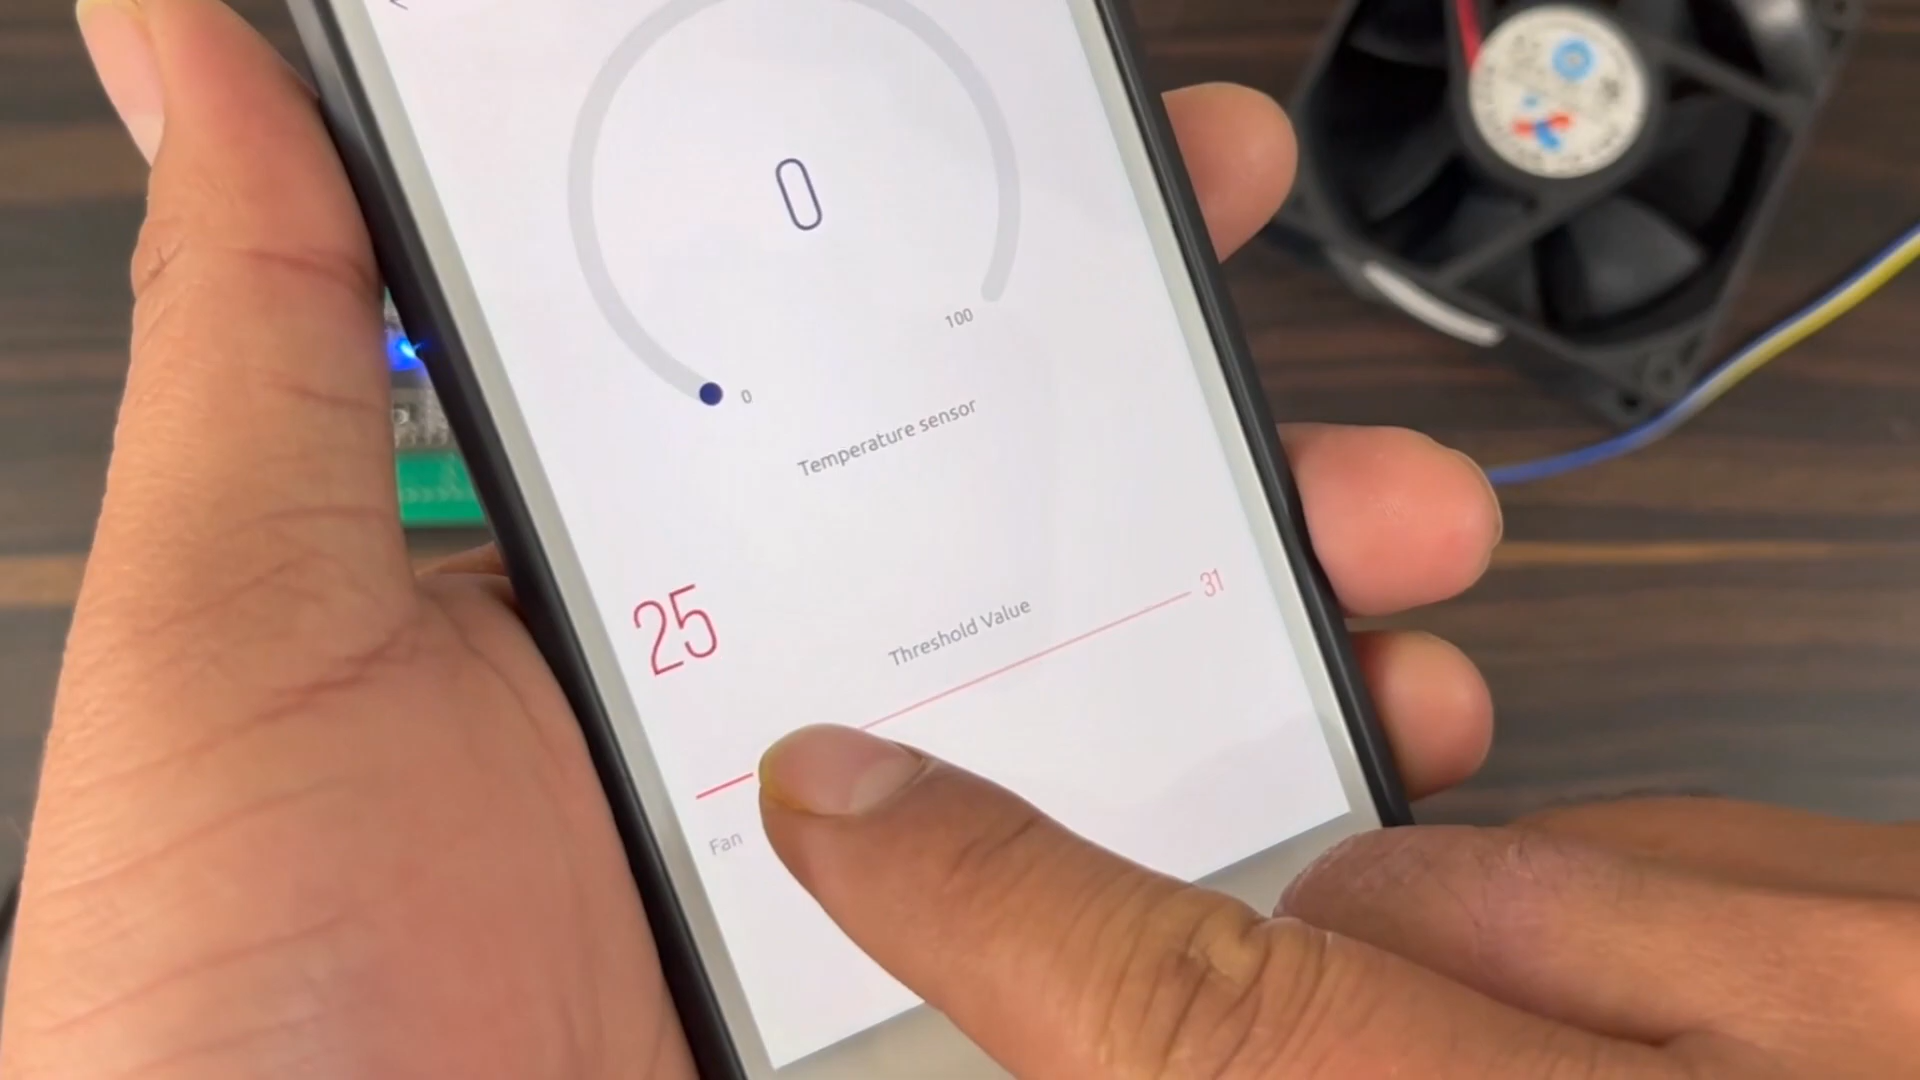 0
0
100
Temperature sensor
25
Threshold Value
31
Fan